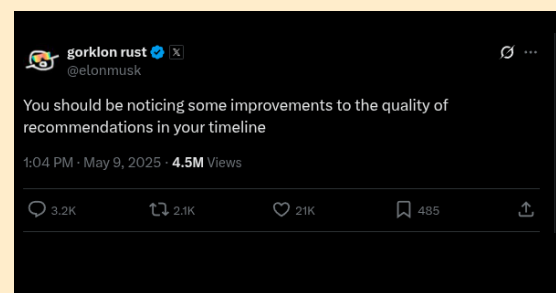 gorklon rust
@elonmusk
You should be noticing some improvements to the quality of
recommendations in your timeline
1:04 PM · May 9, 2025 · 4.5M Views
3.2K 2.1K 21K 485